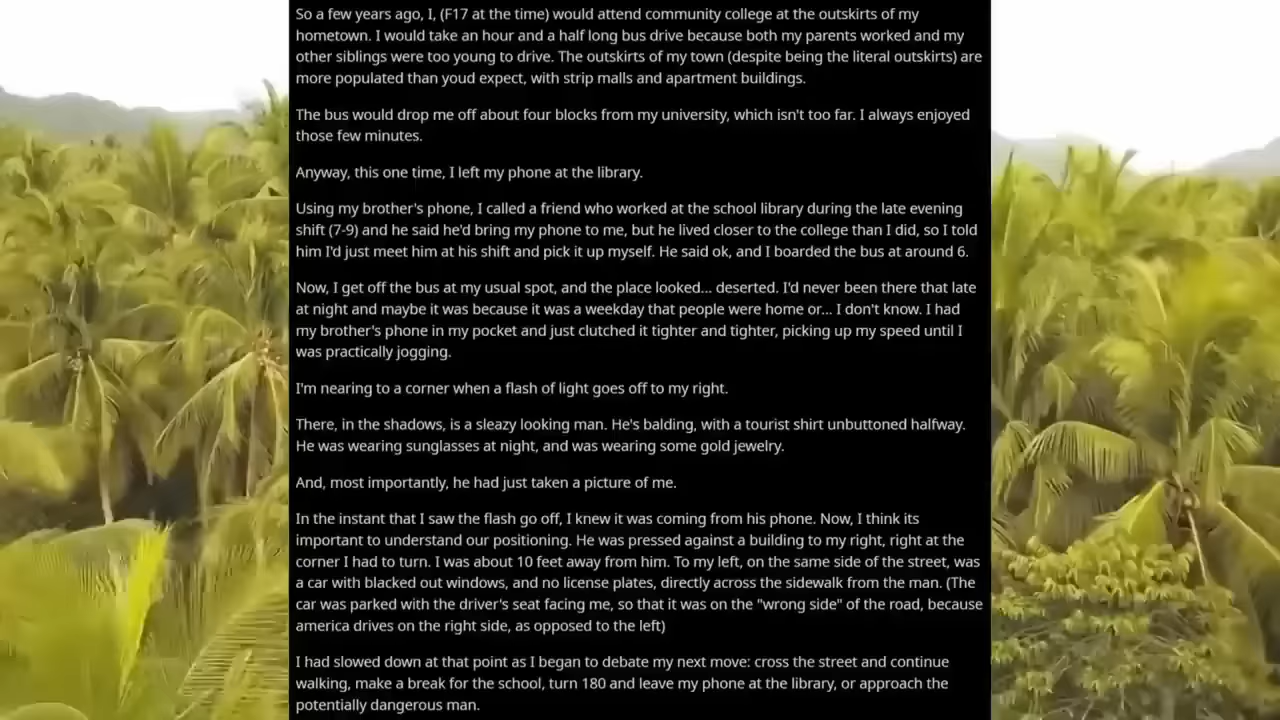 So a few years ago, I, (F17 at the time) would attend community college at the outskirts of my
hometown. I would take an hour and a half long bus drive because both my parents worked and my
other siblings were too young to drive. The outskirts of my town (despite being the literal outskirts) are
more populated than youd expect, with strip malls and apartment buildings.
The bus would drop me off about four blocks from my university, which isn't too far. I always enjoyed
those few minutes.
Anyway, this one time, I left my phone at the library.
Using my brother's phone, I called a friend who worked at the school library during the late evening
shift (7-9) and he said he'd bring my phone to me, but he lived closer to the college than I did, so I told
him I'd just meet him at his shift and pick it up myself. He said ok, and I boarded the bus at around 6.
Now, I get off the bus at my usual spot, and the place looked... deserted. I'd never been there that late
at night and maybe it was because it was a weekday that people were home or... I don't know. I had
my brother's phone in my pocket and just clutched it tighter and tighter, picking up my speed until I
was practically jogging.
I'm nearing to a corner when a flash of light goes off to my right.
There, in the shadows, is a sleazy looking man. He's balding, with a tourist shirt unbuttoned halfway.
He was wearing sunglasses at night, and was wearing some gold jewelry.
And, most importantly, he had just taken a picture of me.
In the instant that I saw the flash go off, I knew it was coming from his phone. Now, I think its
important to understand our positioning. He was pressed against a building to my right, right at the
corner I had to turn. I was about 10 feet away from him. To my left, on the same side of the street, was
a car with blacked out windows, and no license plates, directly across the sidewalk from the man. (The
car was parked with the driver's seat facing me, so that it was on the "wrong side" of the road, because
america drives on the right side, as opposed to the left)
I had slowed down at that point as I began to debate my next move: cross the street and continue
walking, make a break for the school, turn 180 and leave my phone at the library, or approach the
potentially dangerous man.